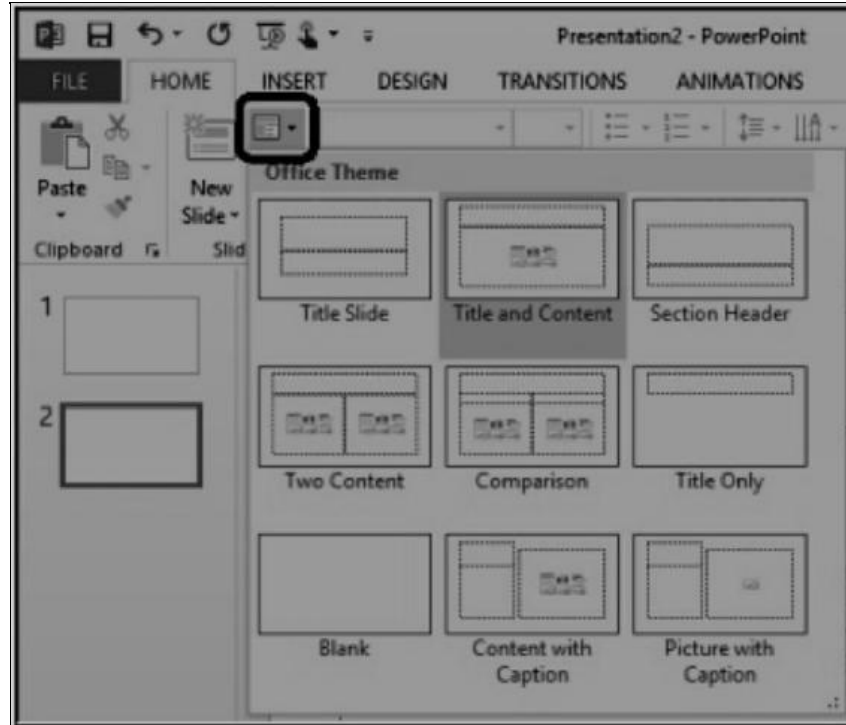 Presentation2 - PowerPoint
FILE HOME INSERT DESIGN TRANSITIONS ANIMATIONS
Paste
New
Slide
Clipboard Slid
Office Theme
Title Slide Title and Content Section Header
Two Content Comparison Title Only
Blank Content with Caption Picture with Caption
1
2